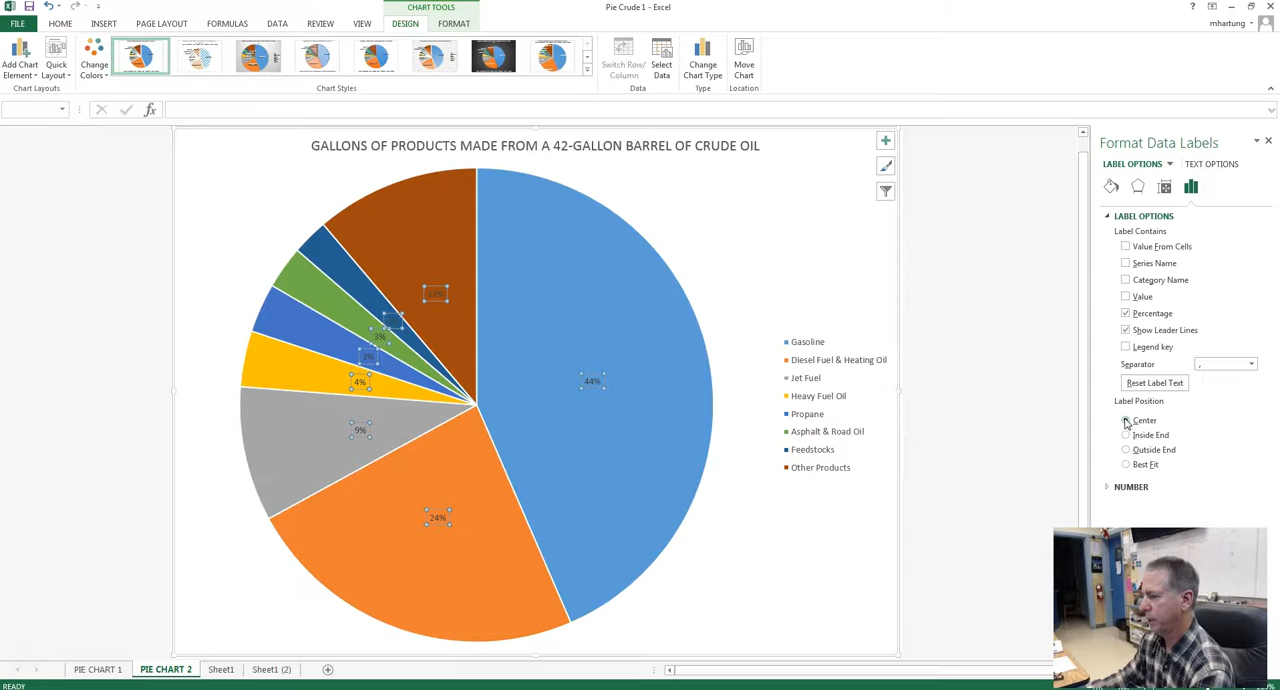 Pie Crude 1 - Excel
CHART TOOLS
FILE HOME INSERT PAGE LAYOUT FORMULAS DATA REVIEW VIEW DESIGN FORMAT
mhartung
Add Chart Element
Quick Layout
Change Colors
Switch Row/ Column
Select Data
Change Chart Type
Move Chart
Chart Layouts
Chart Styles
Data
Type
Location
fx
GALLONS OF PRODUCTS MADE FROM A 42-GALLON BARREL OF CRUDE OIL
11%
3%
3%
4%
9%
24%
44%
Gasoline
Diesel Fuel & Heating Oil
Jet Fuel
Heavy Fuel Oil
Propane
Asphalt & Road Oil
Feedstocks
Other Products
Format Data Labels
LABEL OPTIONS TEXT OPTIONS
LABEL OPTIONS
Label Contains
Value From Cells
Series Name
Category Name
Value
Percentage
Show Leader Lines
Legend key
Separator ,
Reset Label Text
Label Position
Center
Inside End
Outside End
Best Fit
NUMBER
PIE CHART 1 PIE CHART 2 Sheet1 Sheet1 (2)
READY